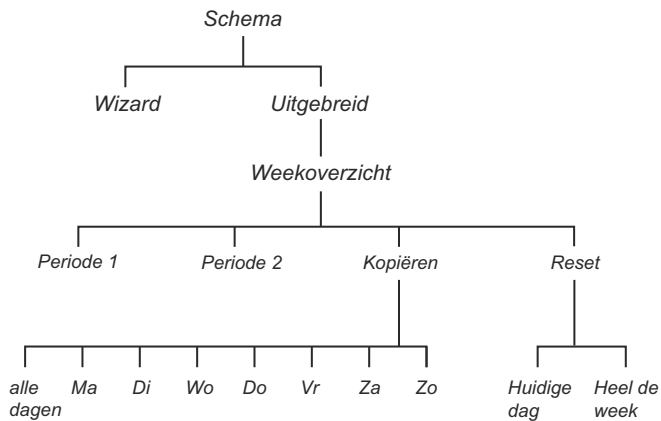 Schema
Wizard Uitgebreid
Weekoverzicht
Periode 1 Periode 2 Kopiëren Reset
alle Ma Di Wo Do Vr Za Zo Huidige Heel de
dagen dag week